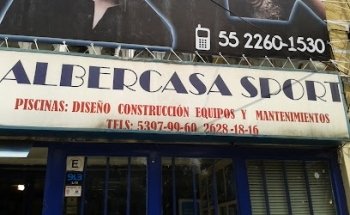 55 2260-1530
ALBERCASA SPORT
PISCINAS: DISEÑO CONSTRUCCIÓN EQUIPOS Y MANTENIMIENTOS
TELS: 5397-99-60 2628-18-16
E